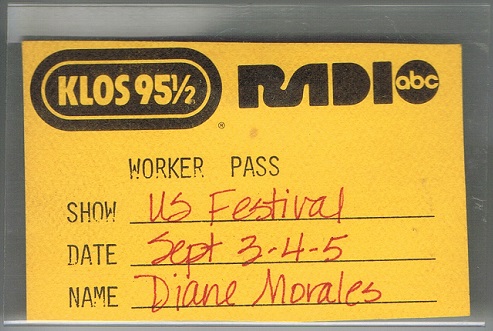 KLOS 95½ RADIO abc
®
WORKER PASS
SHOW US Festival
DATE Sept 3-4-5
NAME Diane Morales